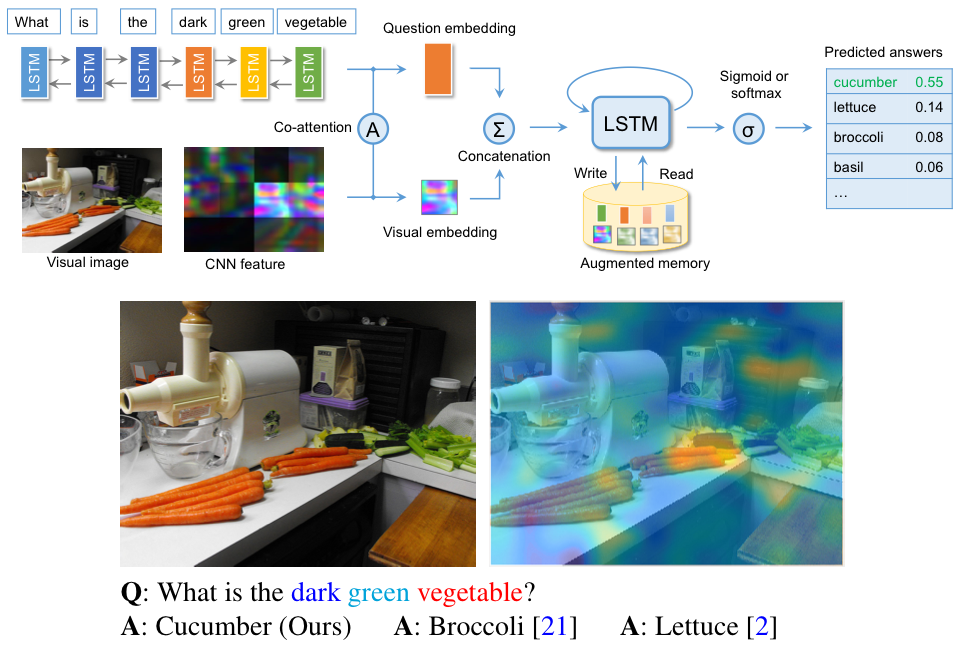 What is the dark green vegetable
LSTM LSTM LSTM LSTM LSTM LSTM
Question embedding
Co-attention
A
Σ
Concatenation
Visual embedding
Visual image
CNN feature
LSTM
Write
Read
Augmented memory
Sigmoid or
softmax
σ
Predicted answers
cucumber 0.55
lettuce 0.14
broccoli 0.08
basil 0.06
...
Q: What is the dark green vegetable?
A: Cucumber (Ours) A: Broccoli [21] A: Lettuce [2]